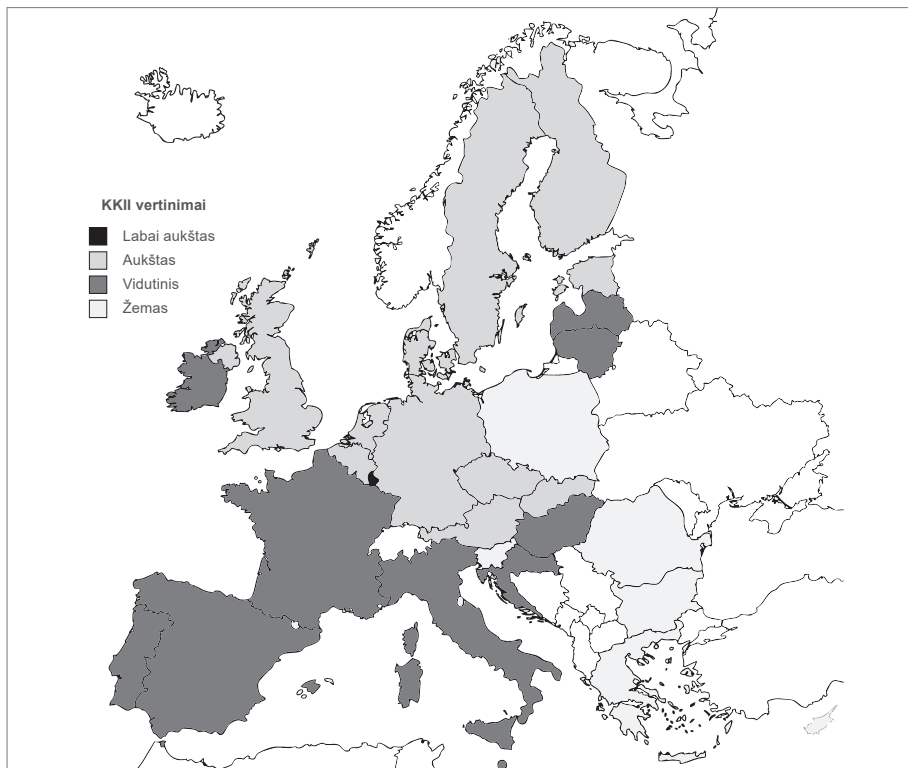 KKII vertinimai
Labai aukštas
Aukštas
Vidutinis
Žemas